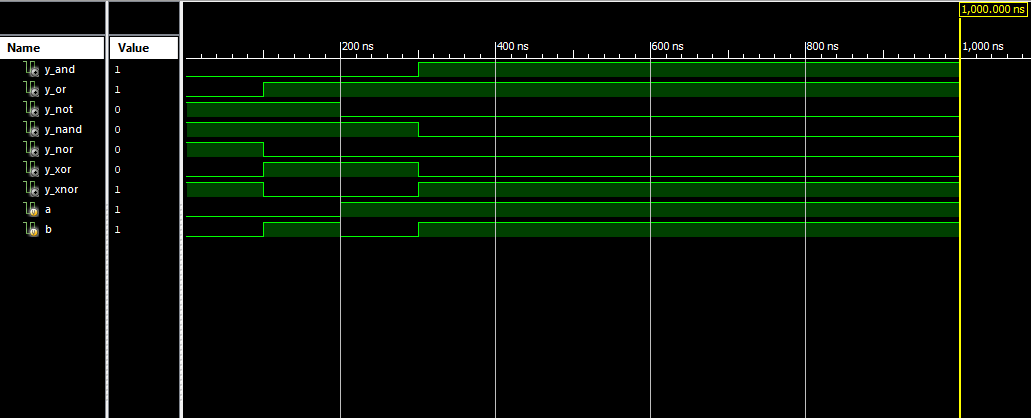 1,000.000 ns
Name Value
200 ns 400 ns 600 ns 800 ns 1,000 ns
y_and 1
y_or 1
y_not 0
y_nand 0
y_nor 0
y_xor 0
y_xnor 1
a 1
b 1